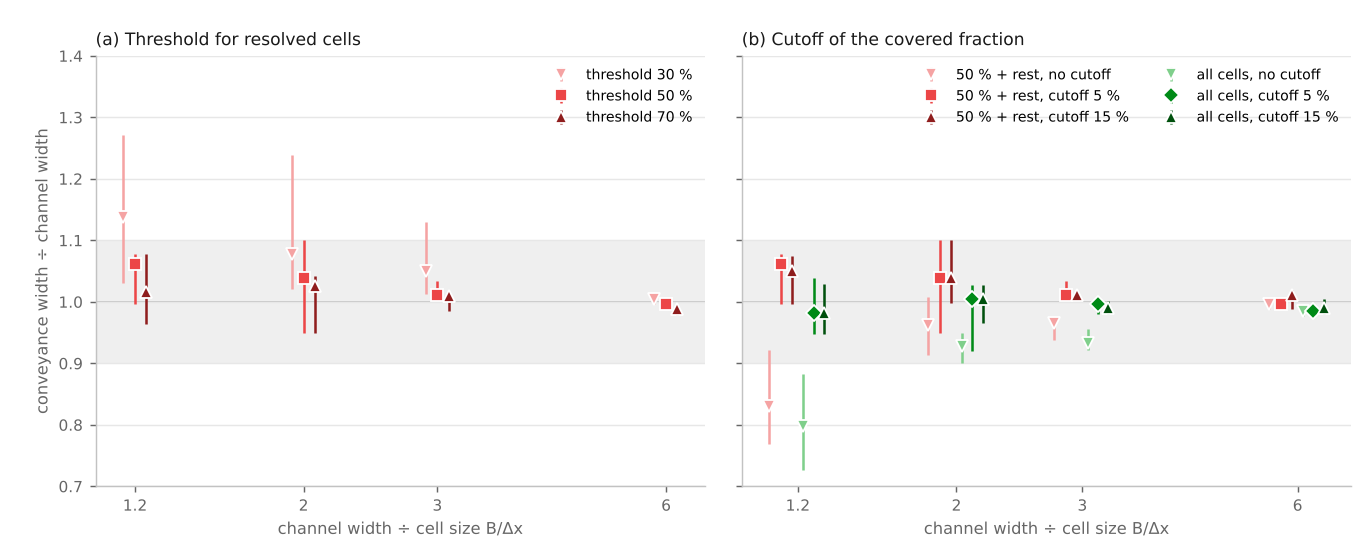 (a) Threshold for resolved cells
(b) Cutoff of the covered fraction
conveyance width ÷ channel width
1.4
1.3
1.2
1.1
1.0
0.9
0.8
0.7
threshold 30 %
threshold 50 %
threshold 70 %
50 % + rest, no cutoff
50 % + rest, cutoff 5 %
50 % + rest, cutoff 15 %
all cells, no cutoff
all cells, cutoff 5 %
all cells, cutoff 15 %
1.2 2 3 6
channel width ÷ cell size B/Δx
1.2 2 3 6
channel width ÷ cell size B/Δx